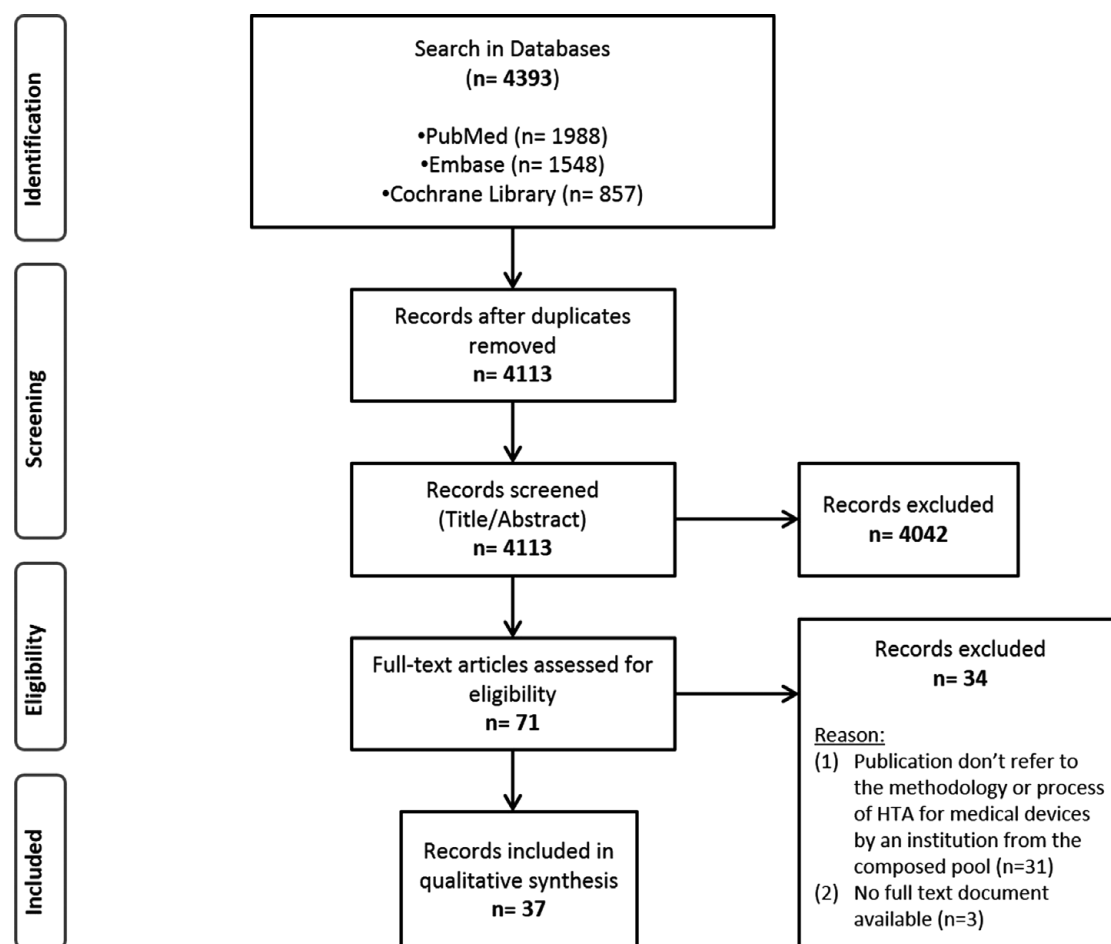 Identification
Search in Databases
(n= 4393)
•PubMed (n= 1988)
•Embase (n= 1548)
•Cochrane Library (n= 857)
Screening
Records after duplicates
removed
n= 4113
Records screened
(Title/Abstract)
n= 4113
Records excluded
n= 4042
Eligibility
Full-text articles assessed for
eligibility
n= 71
Records excluded
n= 34
Reason:
(1) Publication don’t refer to
the methodology or process
of HTA for medical devices
by an institution from the
composed pool (n=31)
(2) No full text document
available (n=3)
Included
Records included in
qualitative synthesis
n= 37